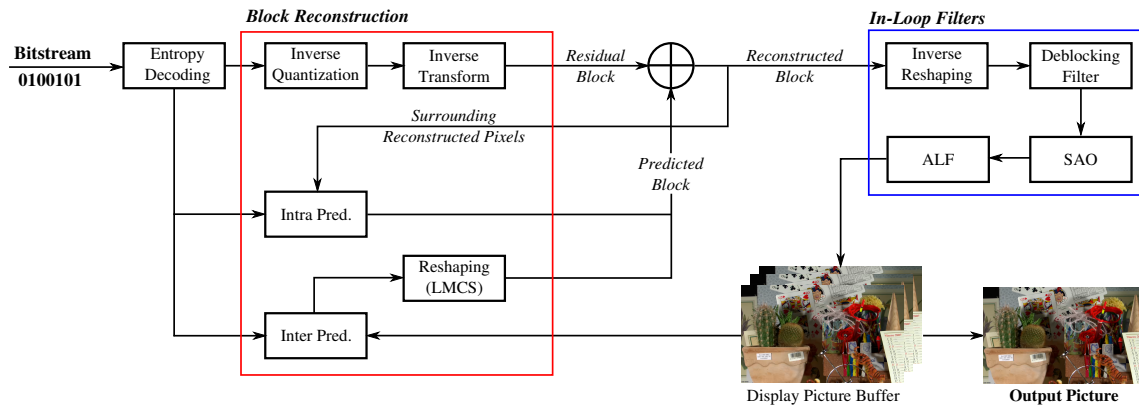 Block Reconstruction
In-Loop Filters
Bitstream
0100101
Entropy
Decoding
Inverse
Quantization
Inverse
Transform
Residual
Block
Reconstructed
Block
Inverse
Reshaping
Deblocking
Filter
Surrounding
Reconstructed Pixels
Predicted
Block
ALF
SAO
Intra Pred.
Reshaping
(LMCS)
Inter Pred.
Display Picture Buffer
Output Picture